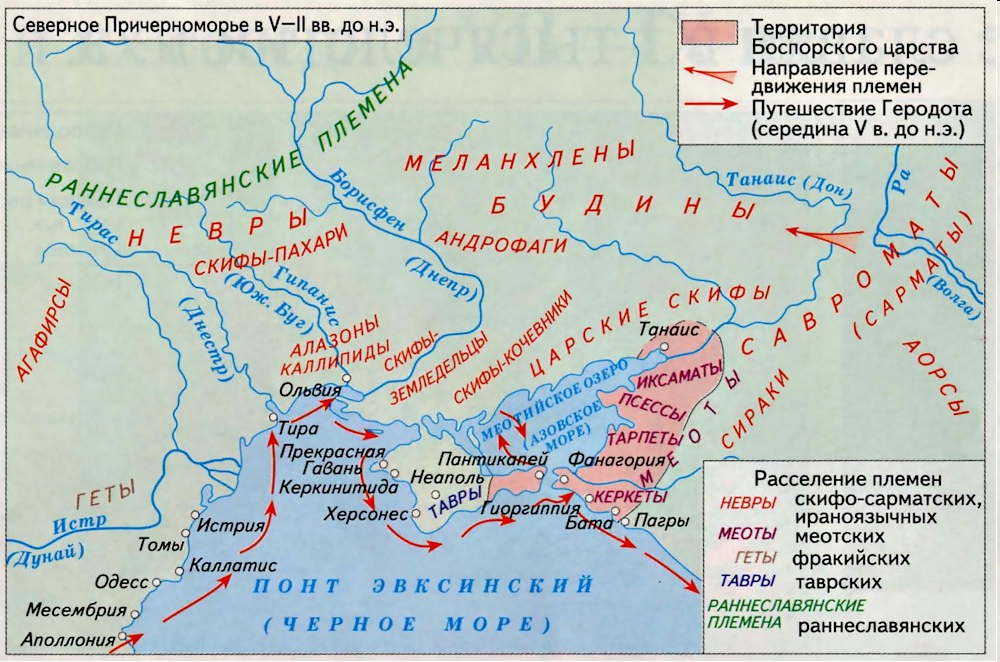 Северное Причерноморье в V–II вв. до н.э.
Территория
Боспорского царства
Направление пере-
движения племен
Путешествие Геродота
(середина V в. до н.э.)
РАННЕСЛАВЯНСКИЕ ПЛЕМЕНА
МЕЛАНХЛЕНЫ
БУДИНЫ
АНДРОФАГИ
НЕВРЫ
СКИФЫ-ПАХАРИ
Танаис (Дон)
Ра
(Волга)
Борисфен
(Днепр)
Тирас
(Днестр)
Гипанис
(Юж. Буг)
САВРОМАТЫ
(САРМАТЫ)
АОРСЫ
СИРАКИ
АГАФИРСЫ
АЛАЗОНЫ
КАЛЛИПИДЫ
СКИФЫ-
ЗЕМЛЕДЕЛЬЦЫ
СКИФЫ-КОЧЕВНИКИ
ЦАРСКИЕ СКИФЫ
Танаис
ИКСАМАТЫ
ПСЕССЫ
ТАРПЕТЫ
МЕОТЫ
КЕРКЕТЫ
МЕОТИЙСКОЕ ОЗЕРО
(АЗОВСКОЕ
МОРЕ)
Ольвия
Тира
Прекрасная
Гавань
Керкинитида
Неаполь
ТАВРЫ
Херсонес
Пантикапей
Фанагория
Гиоргиппия
Бата
Пагры
ГЕТЫ
Истр
(Дунай)
Истрия
Томы
Каллатис
Одесс
Месембрия
Аполлония
ПОНТ ЭВКСИНСКИЙ
(ЧЕРНОЕ МОРЕ)
Расселение племен
НЕВРЫ скифо-сарматских,
ираноязычных
МЕОТЫ меотских
ГЕТЫ фракийских
ТАВРЫ таврских
РАННЕСЛАВЯНСКИЕ
ПЛЕМЕНА раннеславянских